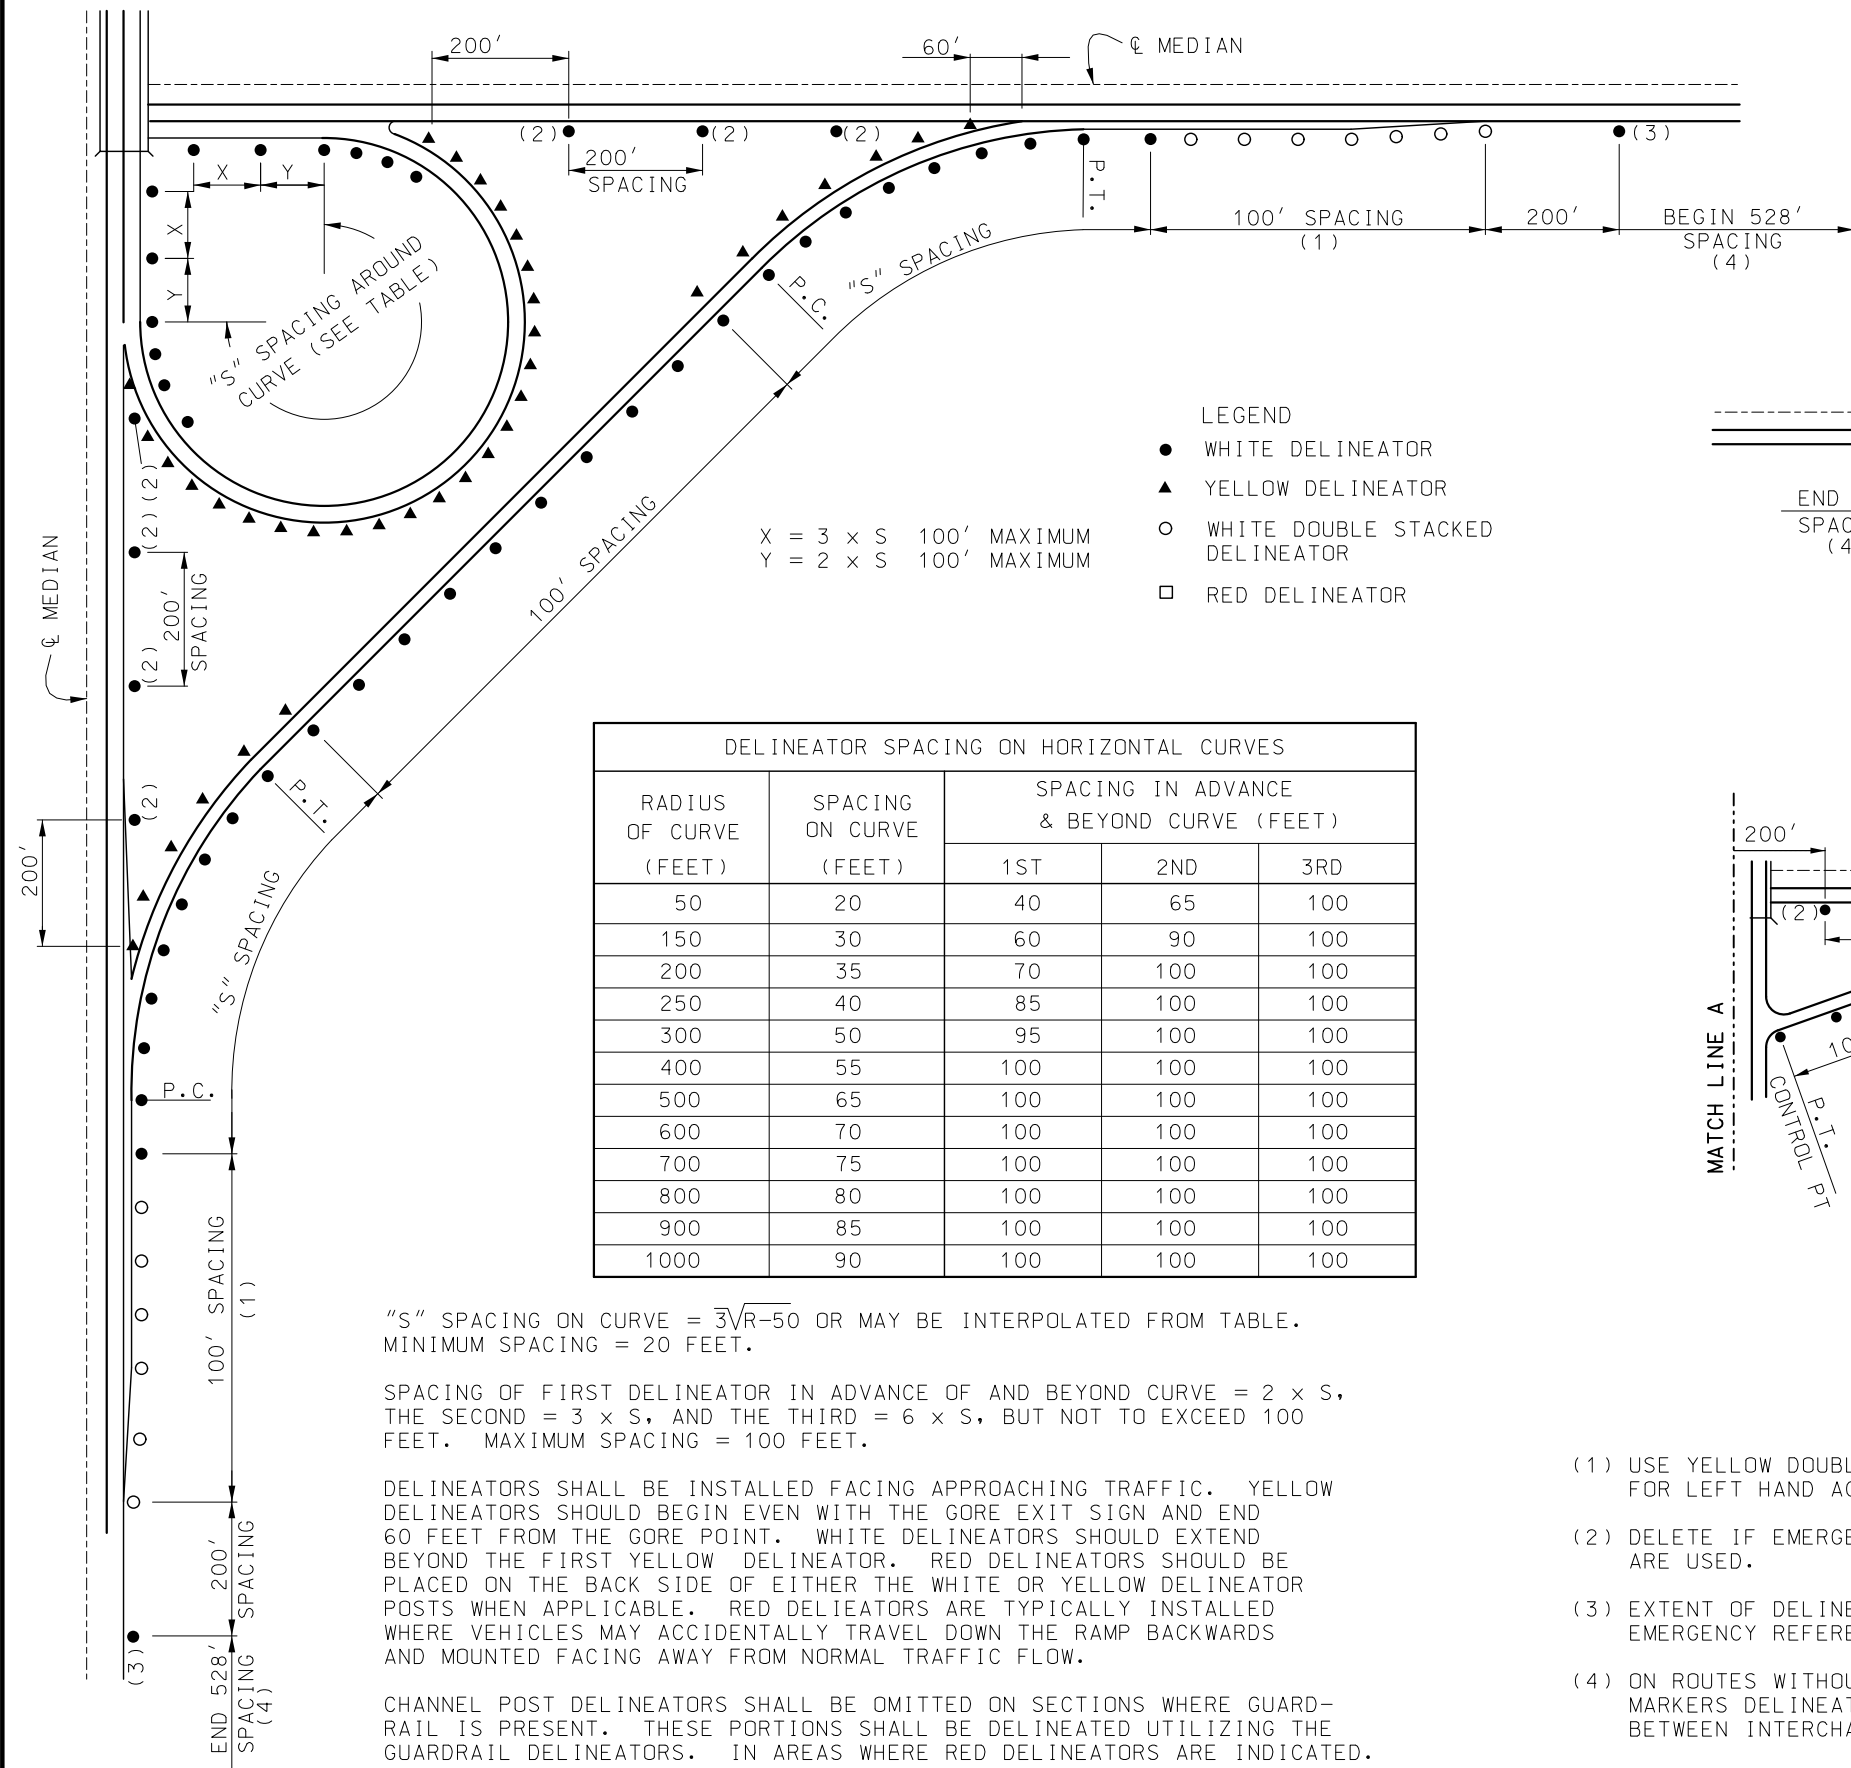 200′
60′
℄ MEDIAN
(2)
(2)
(2)
(3)
X
Y
200′
SPACING
P.T.
100′ SPACING
(1)
200′
BEGIN 528′
SPACING
(4)
X
Y
"S" SPACING AROUND
CURVE (SEE TABLE)
P.C.
"S" SPACING
LEGEND
WHITE DELINEATOR
YELLOW DELINEATOR
WHITE DOUBLE STACKED
DELINEATOR
RED DELINEATOR
X = 3 x S 100′ MAXIMUM
Y = 2 x S 100′ MAXIMUM
END
(2)
(2)
200′
SPACING
(2)
℄ MEDIAN
100′ SPACING
(2)
200′
P.T.
"S" SPACING
P.C.
100′ SPACING
(1)
200′
SPACING
(3)
END 528′
SPACING
(4)
DELINEATOR SPACING ON HORIZONTAL CURVES
RADIUS OF CURVE (FEET) SPACING ON CURVE (FEET) SPACING IN ADVANCE & BEYOND CURVE (FEET)
1ST 2ND 3RD
50 20 40 65 100
150 30 60 90 100
200 35 70 100 100
250 40 85 100 100
300 50 95 100 100
400 55 100 100 100
500 65 100 100 100
600 70 100 100 100
700 75 100 100 100
800 80 100 100 100
900 85 100 100 100
1000 90 100 100 100
200′
(2)
MATCH LINE A
P.T.
CONTROL PT
"S" SPACING ON CURVE = 3√R-50 OR MAY BE INTERPOLATED FROM TABLE.
MINIMUM SPACING = 20 FEET.
SPACING OF FIRST DELINEATOR IN ADVANCE OF AND BEYOND CURVE = 2 x S,
THE SECOND = 3 x S, AND THE THIRD = 6 x S, BUT NOT TO EXCEED 100
FEET. MAXIMUM SPACING = 100 FEET.
DELINEATORS SHALL BE INSTALLED FACING APPROACHING TRAFFIC. YELLOW
DELINEATORS SHOULD BEGIN EVEN WITH THE GORE EXIT SIGN AND END
60 FEET FROM THE GORE POINT. WHITE DELINEATORS SHOULD EXTEND
BEYOND THE FIRST YELLOW DELINEATOR. RED DELINEATORS SHOULD BE
PLACED ON THE BACK SIDE OF EITHER THE WHITE OR YELLOW DELINEATOR
POSTS WHEN APPLICABLE. RED DELIEATORS ARE TYPICALLY INSTALLED
WHERE VEHICLES MAY ACCIDENTALLY TRAVEL DOWN THE RAMP BACKWARDS
AND MOUNTED FACING AWAY FROM NORMAL TRAFFIC FLOW.
CHANNEL POST DELINEATORS SHALL BE OMITTED ON SECTIONS WHERE GUARD-
RAIL IS PRESENT. THESE PORTIONS SHALL BE DELINEATED UTILIZING THE
GUARDRAIL DELINEATORS. IN AREAS WHERE RED DELINEATORS ARE INDICATED.
(1) USE YELLOW
FOR LEFT HAND
(2) DELETE IF
ARE USED.
(3) EXTENT OF
EMERGENCY
(4) ON ROUTES
MARKERS
BETWEEN